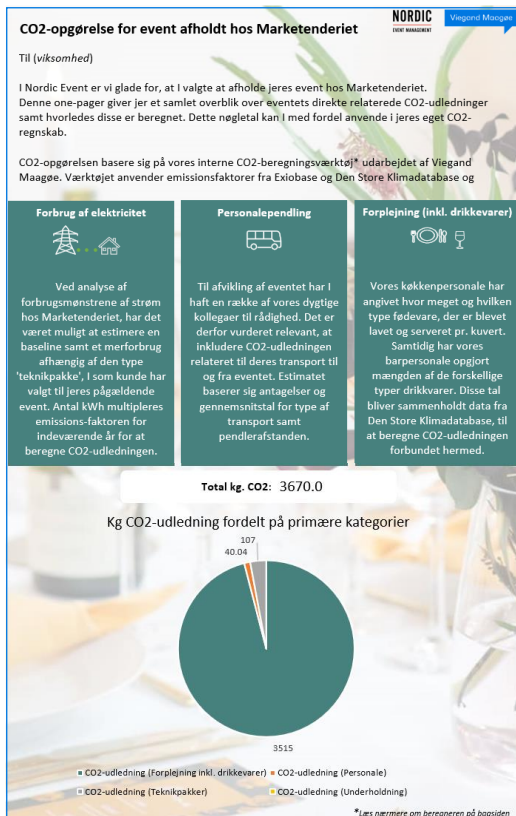 CO2-opgørelse for event afholdt hos Marketenderiet
NORDIC
EVENT MANAGEMENT
Viegand Maagøe
Til (viksomhed)
I Nordic Event er vi glade for, at I valgte at afholde jeres event hos Marketenderiet.
Denne one-pager giver jer et samlet overblik over eventets direkte relaterede CO2-udledninger
samt hvorledes disse er beregnet. Dette nøgletal kan I med fordel anvende i jeres eget CO2-
regnskab.
CO2-opgørelsen basere sig på vores interne CO2-beregningsværktøj* udarbejdet af Viegand
Maagøe. Værktøjet anvender emissionsfaktorer fra Exiobase og Den Store Klimadatabase og
Forbrug af elektricitet
Ved analyse af
forbrugsmønstrene af strøm
hos Marketenderiet, har det
været muligt at estimere en
baseline samt et merforbrug
afhængig af den type
'teknikpakke', I som kunde har
valgt til jeres pågældende
event. Antal kWh multipleres
emissions-faktoren for
indeværende år for at
beregne CO2-udledningen.
Personalependling
Til afvikling af eventet har I
haft en række af vores dygtige
kollegaer til rådighed. Det er
derfor vurderet relevant, at
inkludere CO2-udledningen
relateret til deres transport til
og fra eventet. Estimatet
baserer sig antagelser og
gennemsnitstal for type af
transport samt
pendlerafstanden.
Forplejning (inkl. drikkevarer)
Vores køkkenpersonale har
angivet hvor meget og hvilken
type fødevare, der er blevet
lavet og serveret pr. kuvert.
Samtidig har vores
barpersonale opgjort
mængden af de forskellige
typer drikkvarer. Disse tal
bliver sammenholdt data fra
Den Store Klimadatabase, til
at beregne CO2-udledningen
forbundet hermed.
Total kg. CO2: 3670.0
Kg CO2-udledning fordelt på primære kategorier
107
40.04
3515
CO2-udledning (Forplejning inkl. drikkevarer)
CO2-udledning (Personale)
CO2-udledning (Teknikpakker)
CO2-udledning (Underholdning)
*Læs nærmere om beregneren på bagsiden